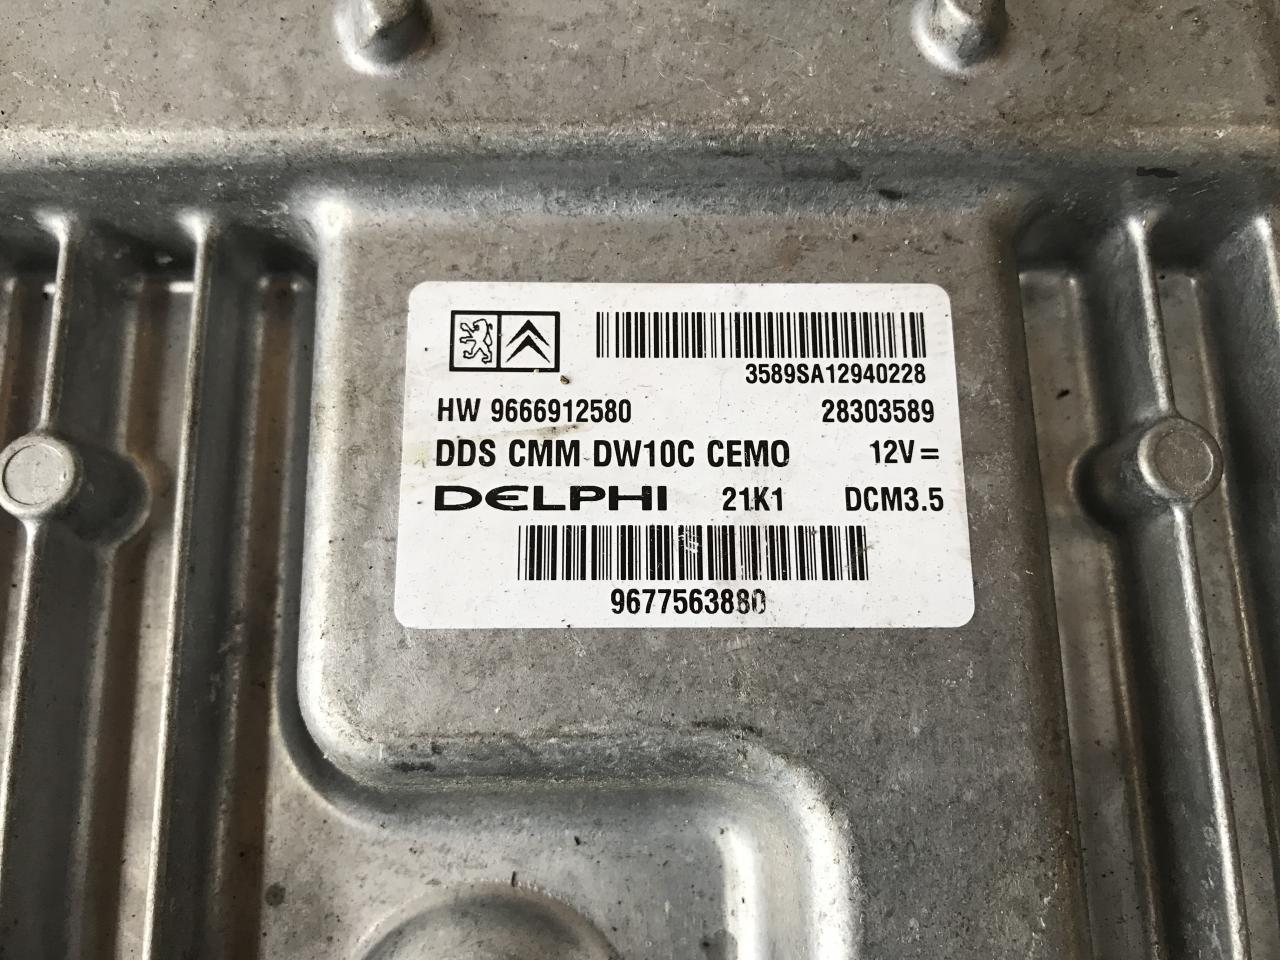 3589SA12940228
HW 9666912580 28303589
DDS CMM DW10C CEMO 12V=
DELPHI 21K1 DCM3.5
9677563880